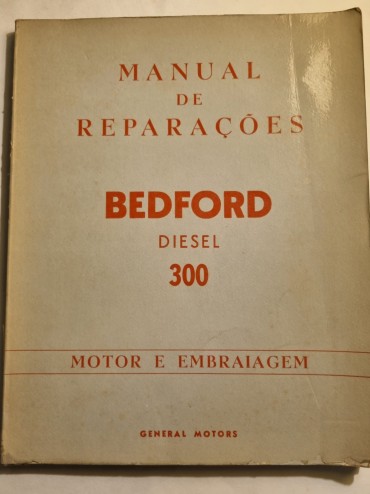 MANUAL
DE
REPARAÇÕES
BEDFORD
DIESEL
300
MOTOR E EMBRAIAGEM
GENERAL MOTORS